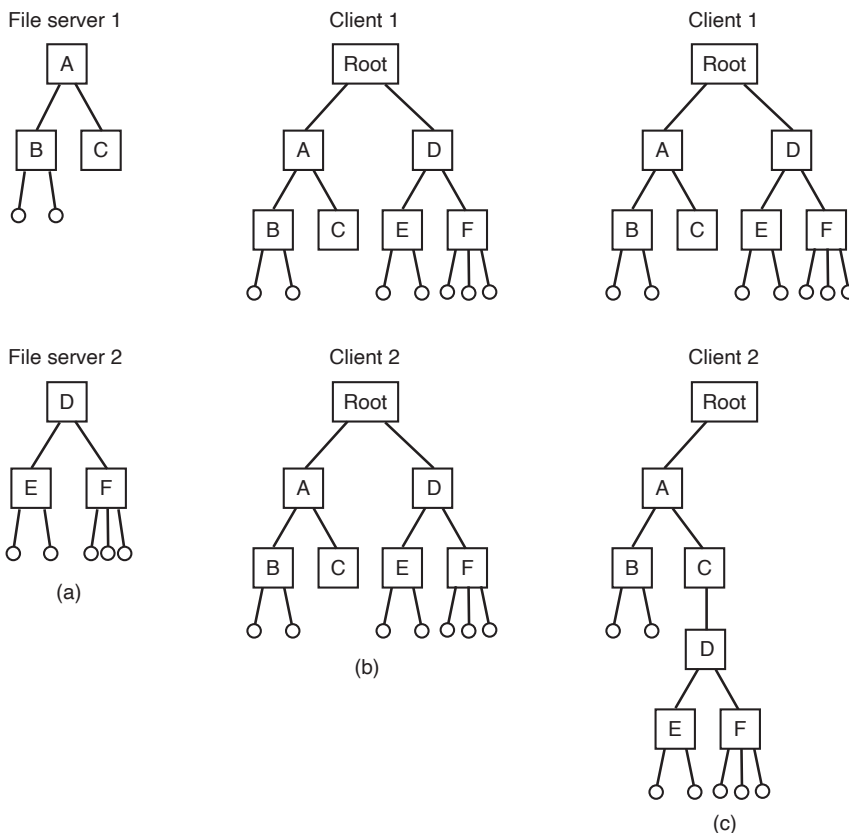 File server 1
Client 1
Client 1
A
Root
Root
B
C
A
D
A
D
B
C
E
F
B
C
E
F
File server 2
Client 2
Client 2
D
Root
Root
E
F
A
D
A
(a)
B
C
E
F
B
C
(b)
D
E
F
(c)